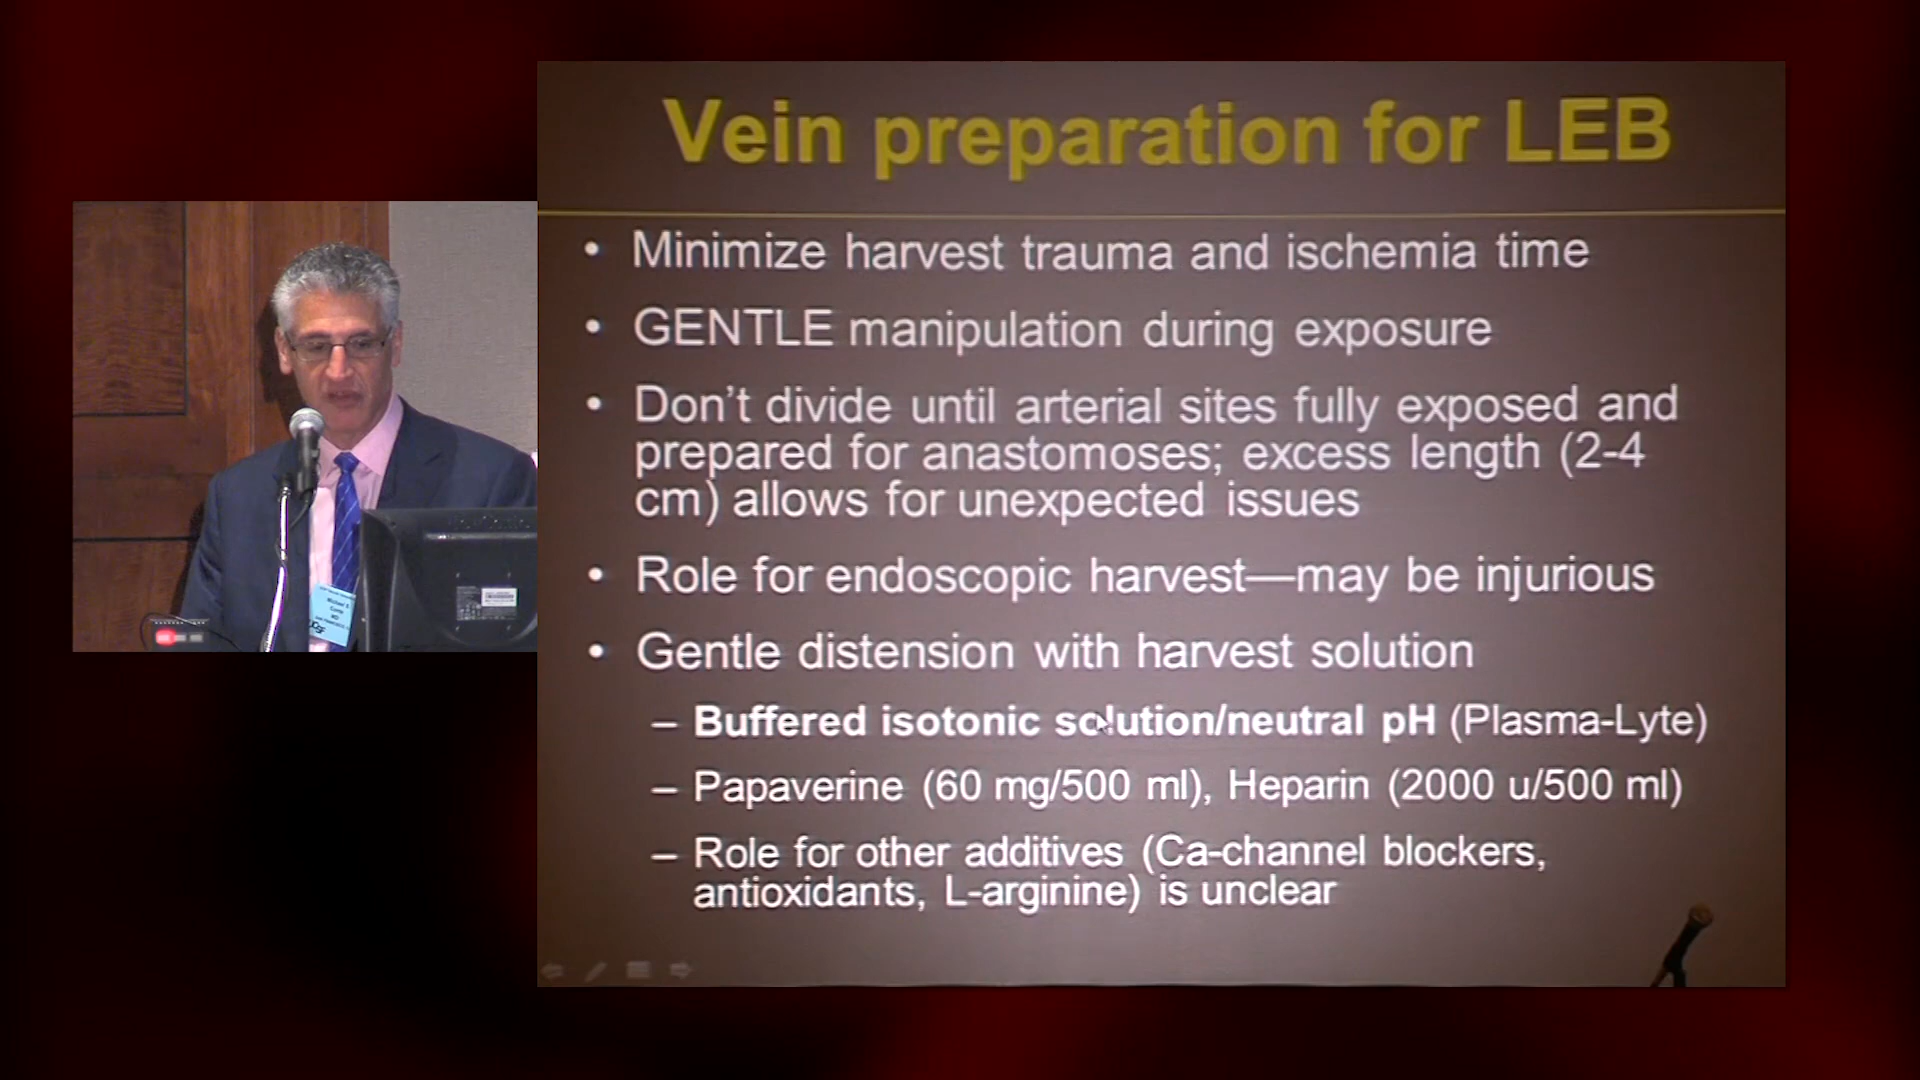 Vein preparation for LEB
• Minimize harvest trauma and ischemia time
• GENTLE manipulation during exposure
• Don't divide until arterial sites fully exposed and
prepared for anastomoses; excess length (2-4
cm) allows for unexpected issues
• Role for endoscopic harvest—may be injurious
• Gentle distension with harvest solution
– Buffered isotonic solution/neutral pH (Plasma-Lyte)
– Papaverine (60 mg/500 ml), Heparin (2000 u/500 ml)
– Role for other additives (Ca-channel blockers,
antioxidants, L-arginine) is unclear
Michael S.
Conte
MD